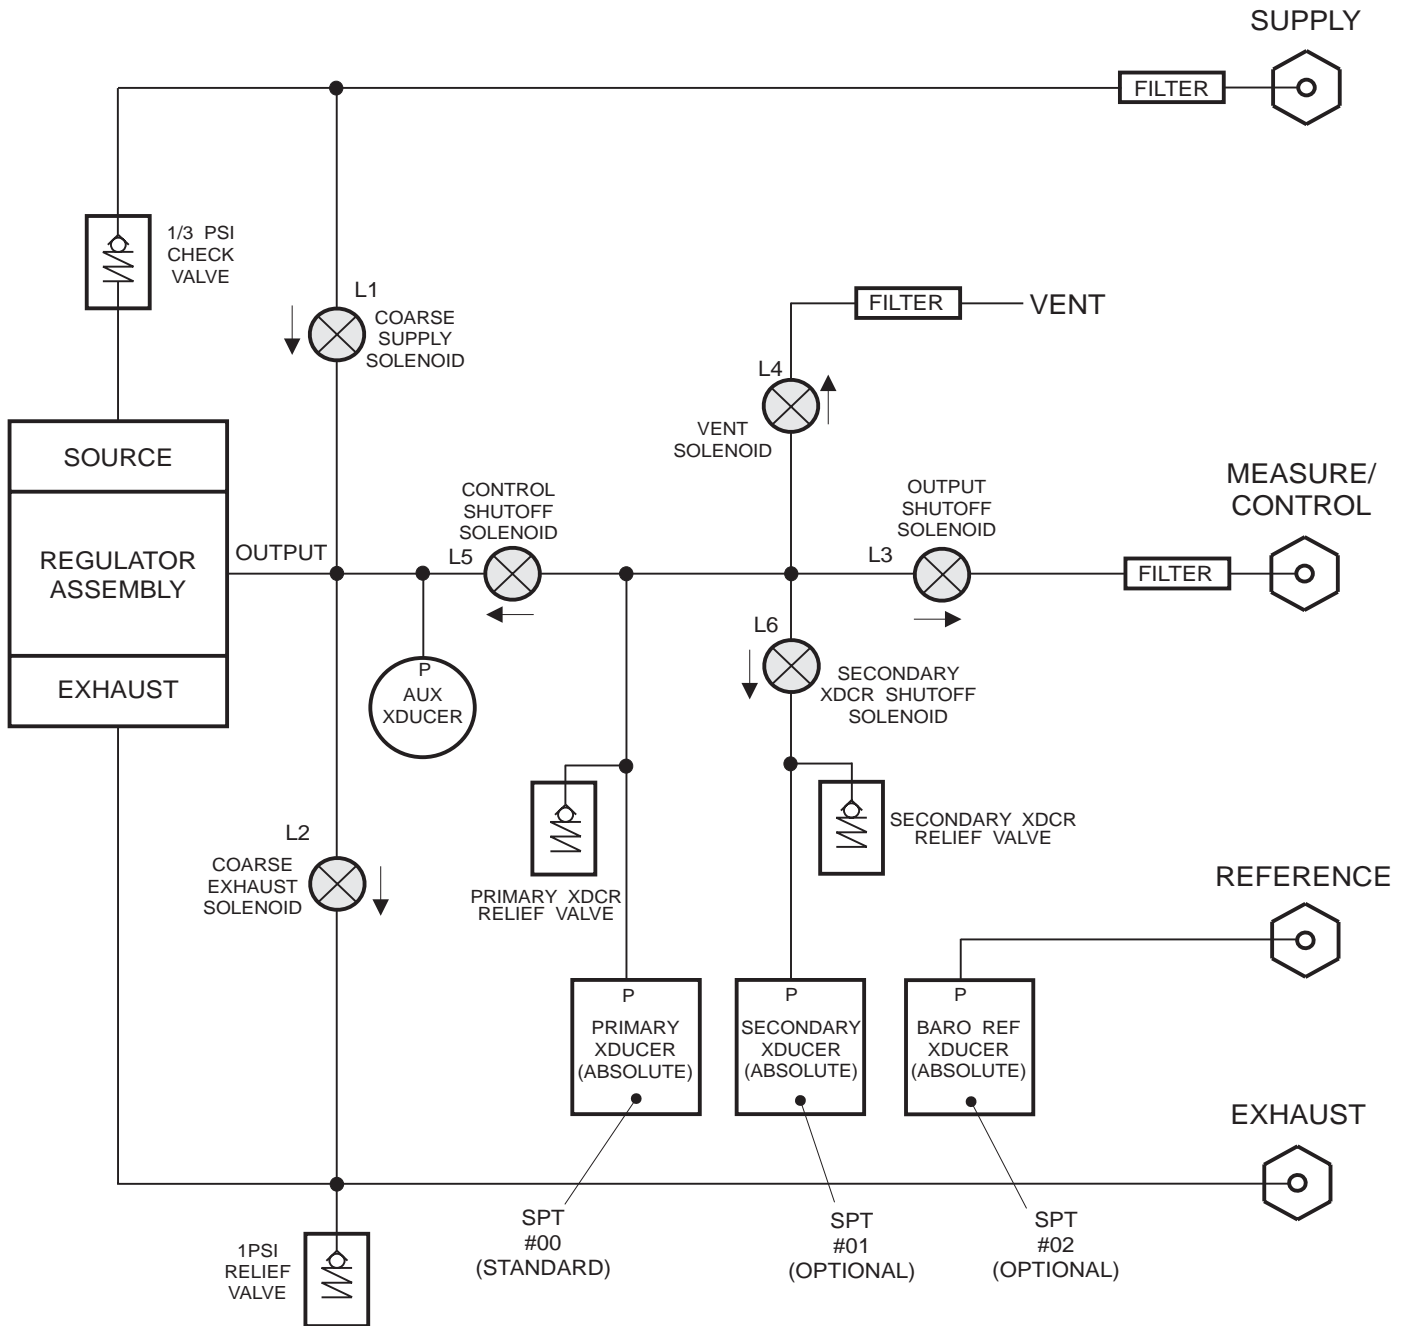 SUPPLY
FILTER
1/3 PSI
CHECK
VALVE
L1
COARSE
SUPPLY
SOLENOID
FILTER
VENT
L4
VENT
SOLENOID
SOURCE
REGULATOR
ASSEMBLY
EXHAUST
OUTPUT
CONTROL
SHUTOFF
SOLENOID
L5
OUTPUT
SHUTOFF
SOLENOID
L3
MEASURE/
CONTROL
FILTER
P
AUX
XDUCER
L6
SECONDARY
XDCR SHUTOFF
SOLENOID
L2
COARSE
EXHAUST
SOLENOID
PRIMARY XDCR
RELIEF VALVE
SECONDARY XDCR
RELIEF VALVE
REFERENCE
P
PRIMARY
XDUCER
(ABSOLUTE)
P
SECONDARY
XDUCER
(ABSOLUTE)
P
BARO REF
XDUCER
(ABSOLUTE)
EXHAUST
1PSI
RELIEF
VALVE
SPT
#00
(STANDARD)
SPT
#01
(OPTIONAL)
SPT
#02
(OPTIONAL)